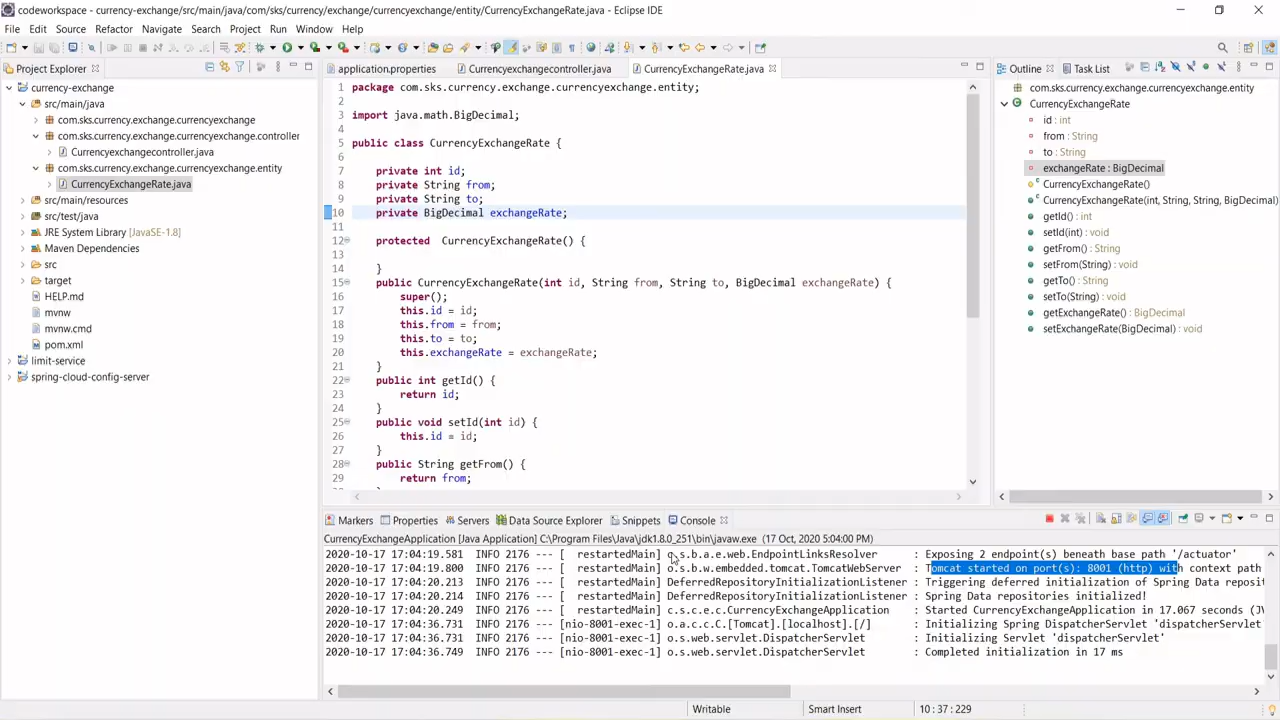 codeworkspace - currency-exchange/src/main/java/com/sks/currency/exchange/currencyexchange/entity/CurrencyExchangeRate.java - Eclipse IDE
File Edit Source Refactor Navigate Search Project Run Window Help
Project Explorer
currency-exchange
src/main/java
com.sks.currency.exchange.currencyexchange
com.sks.currency.exchange.currencyexchange.controller
Currencyexchangecontroller.java
com.sks.currency.exchange.currencyexchange.entity
CurrencyExchangeRate.java
src/main/resources
src/test/java
JRE System Library [JavaSE-1.8]
Maven Dependencies
src
target
HELP.md
mvnw
mvnw.cmd
pom.xml
limit-service
spring-cloud-config-server
application.properties Currencyexchangecontroller.java CurrencyExchangeRate.java
1 package com.sks.currency.exchange.currencyexchange.entity;
2
3 import java.math.BigDecimal;
4
5 public class CurrencyExchangeRate {
6
7 private int id;
8 private String from;
9 private String to;
10 private BigDecimal exchangeRate;
11
12 protected CurrencyExchangeRate() {
13
14 }
15 public CurrencyExchangeRate(int id, String from, String to, BigDecimal exchangeRate) {
16 super();
17 this.id = id;
18 this.from = from;
19 this.to = to;
20 this.exchangeRate = exchangeRate;
21 }
22 public int getId() {
23 return id;
24 }
25 public void setId(int id) {
26 this.id = id;
27 }
28 public String getFrom() {
29 return from;
Outline Task List
com.sks.currency.exchange.currencyexchange.entity
CurrencyExchangeRate
id : int
from : String
to : String
exchangeRate : BigDecimal
CurrencyExchangeRate()
CurrencyExchangeRate(int, String, String, BigDecimal)
getId() : int
setId(int) : void
getFrom() : String
setFrom(String) : void
getTo() : String
setTo(String) : void
getExchangeRate() : BigDecimal
setExchangeRate(BigDecimal) : void
Markers Properties Servers Data Source Explorer Snippets Console
CurrencyExchangeApplication [Java Application] C:\Program Files\Java\jdk1.8.0_251\bin\javaw.exe (17 Oct, 2020 5:04:00 PM)
2020-10-17 17:04:19.581 INFO 2176 --- [ restartedMain] o.s.b.a.e.web.EndpointLinksResolver : Exposing 2 endpoint(s) beneath base path '/actuator'
2020-10-17 17:04:19.800 INFO 2176 --- [ restartedMain] o.s.b.w.embedded.tomcat.TomcatWebServer : Tomcat started on port(s): 8001 (http) with context path
2020-10-17 17:04:20.213 INFO 2176 --- [ restartedMain] DeferredRepositoryInitializationListener : Triggering deferred initialization of Spring Data reposit
2020-10-17 17:04:20.214 INFO 2176 --- [ restartedMain] DeferredRepositoryInitializationListener : Spring Data repositories initialized!
2020-10-17 17:04:20.249 INFO 2176 --- [ restartedMain] c.s.c.e.c.CurrencyExchangeApplication : Started CurrencyExchangeApplication in 17.067 seconds (JV
2020-10-17 17:04:36.731 INFO 2176 --- [nio-8001-exec-1] o.a.c.c.C.[Tomcat].[localhost].[/] : Initializing Spring DispatcherServlet 'dispatcherServlet'
2020-10-17 17:04:36.731 INFO 2176 --- [nio-8001-exec-1] o.s.web.servlet.DispatcherServlet : Initializing Servlet 'dispatcherServlet'
2020-10-17 17:04:36.749 INFO 2176 --- [nio-8001-exec-1] o.s.web.servlet.DispatcherServlet : Completed initialization in 17 ms
Writable Smart Insert 10 : 37 : 229